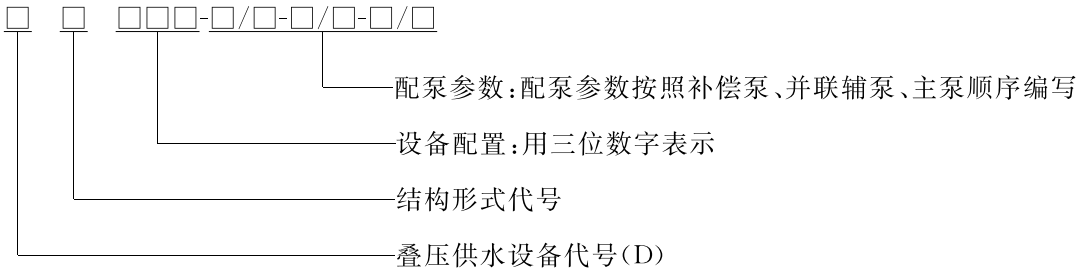 □ □ □□□-□/□-□/□-□/□
配泵参数:配泵参数按照补偿泵、并联辅泵、主泵顺序编写
设备配置:用三位数字表示
结构形式代号
叠压供水设备代号(D)